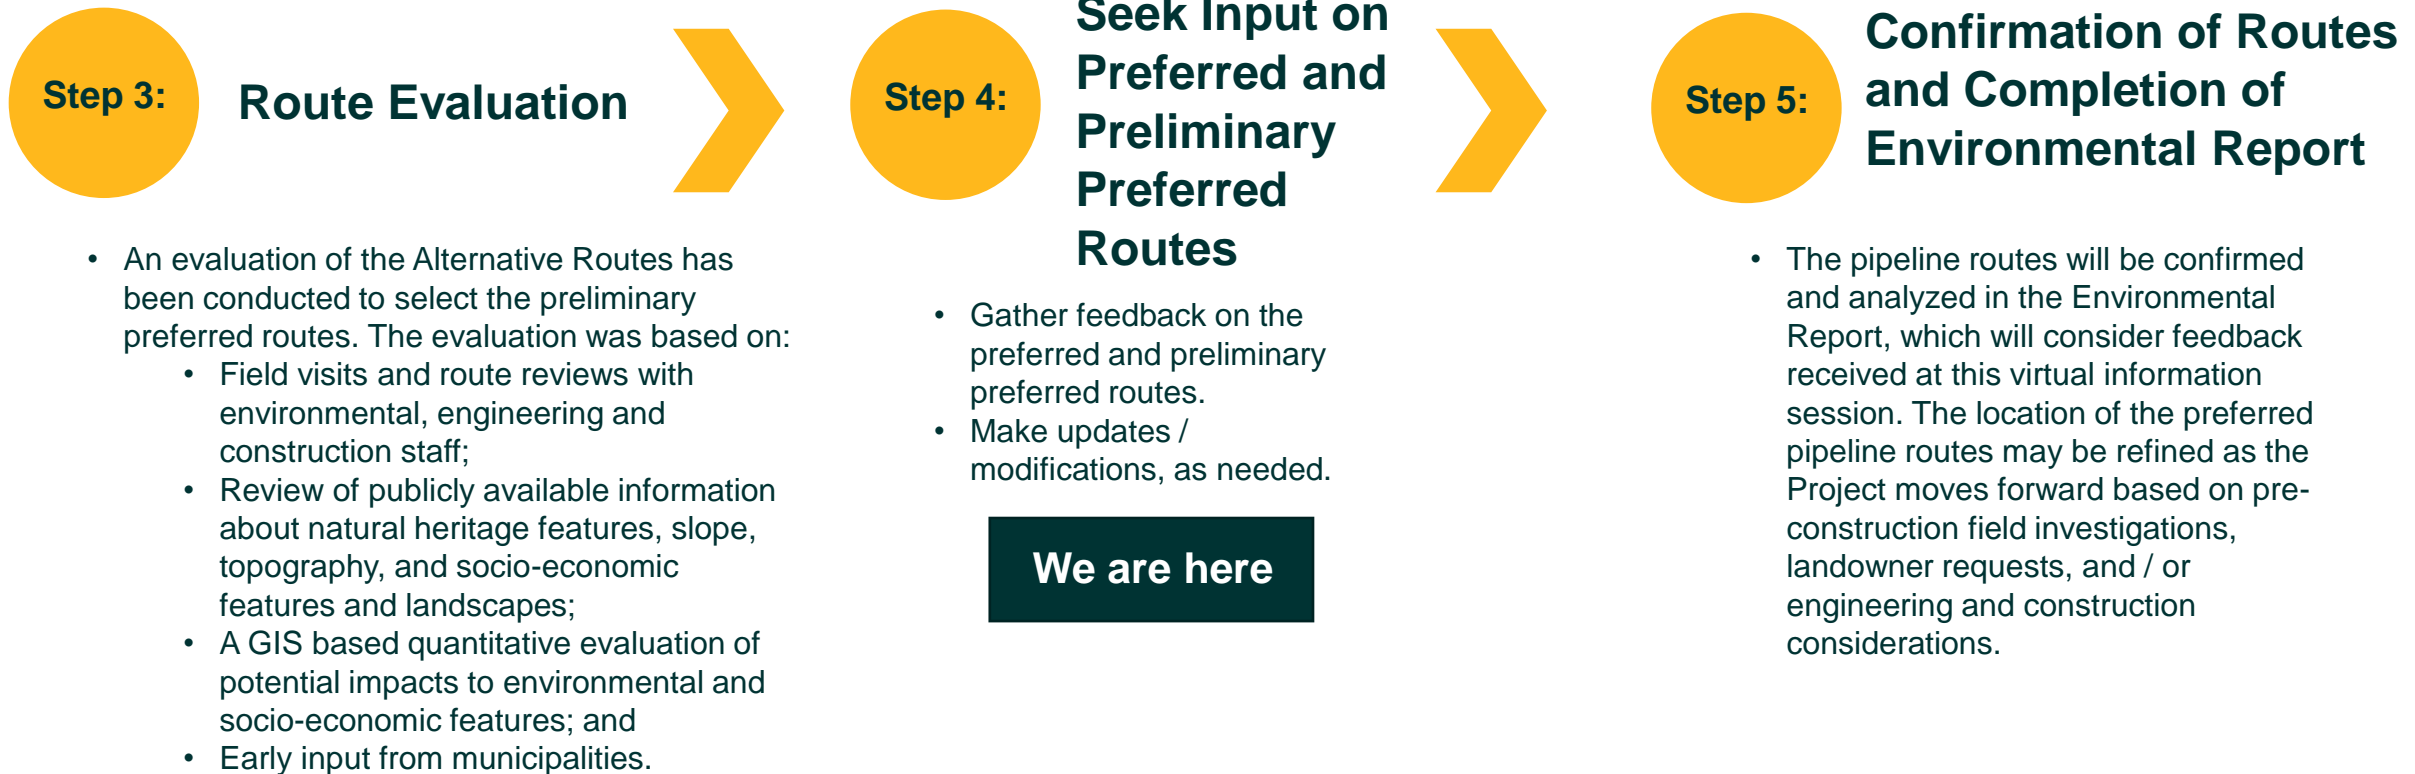 Step 3:
Route Evaluation
• An evaluation of the Alternative Routes has
been conducted to select the preliminary
preferred routes. The evaluation was based on:
• Field visits and route reviews with
environmental, engineering and
construction staff;
• Review of publicly available information
about natural heritage features, slope,
topography, and socio-economic
features and landscapes;
• A GIS based quantitative evaluation of
potential impacts to environmental and
socio-economic features; and
• Early input from municipalities.
Step 4:
Seek Input on
Preferred and
Preliminary
Preferred
Routes
• Gather feedback on the
preferred and preliminary
preferred routes.
• Make updates /
modifications, as needed.
We are here
Step 5:
Confirmation of Routes
and Completion of
Environmental Report
• The pipeline routes will be confirmed
and analyzed in the Environmental
Report, which will consider feedback
received at this virtual information
session. The location of the preferred
pipeline routes may be refined as the
Project moves forward based on pre-
construction field investigations,
landowner requests, and / or
engineering and construction
considerations.